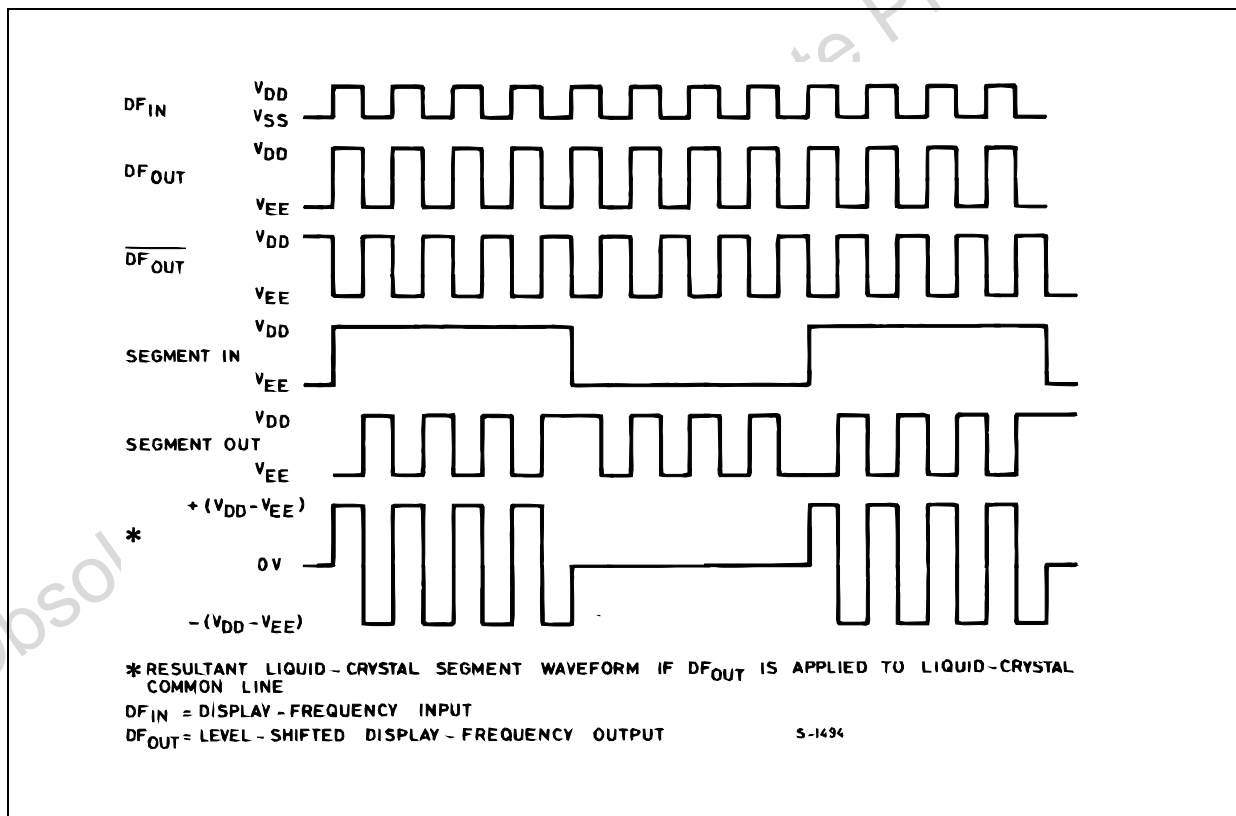 DF_IN V_DD
V_SS
DF_OUT V_DD
V_EE
DF_OUT V_DD
V_EE
SEGMENT IN V_DD
V_EE
SEGMENT OUT V_DD
V_EE
* +(V_DD-V_EE)
0V
-(V_DD-V_EE)
* RESULTANT LIQUID-CRYSTAL SEGMENT WAVEFORM IF DF_OUT IS APPLIED TO LIQUID-CRYSTAL
COMMON LINE
DF_IN = DISPLAY-FREQUENCY INPUT
DF_OUT = LEVEL-SHIFTED DISPLAY-FREQUENCY OUTPUT S-1494